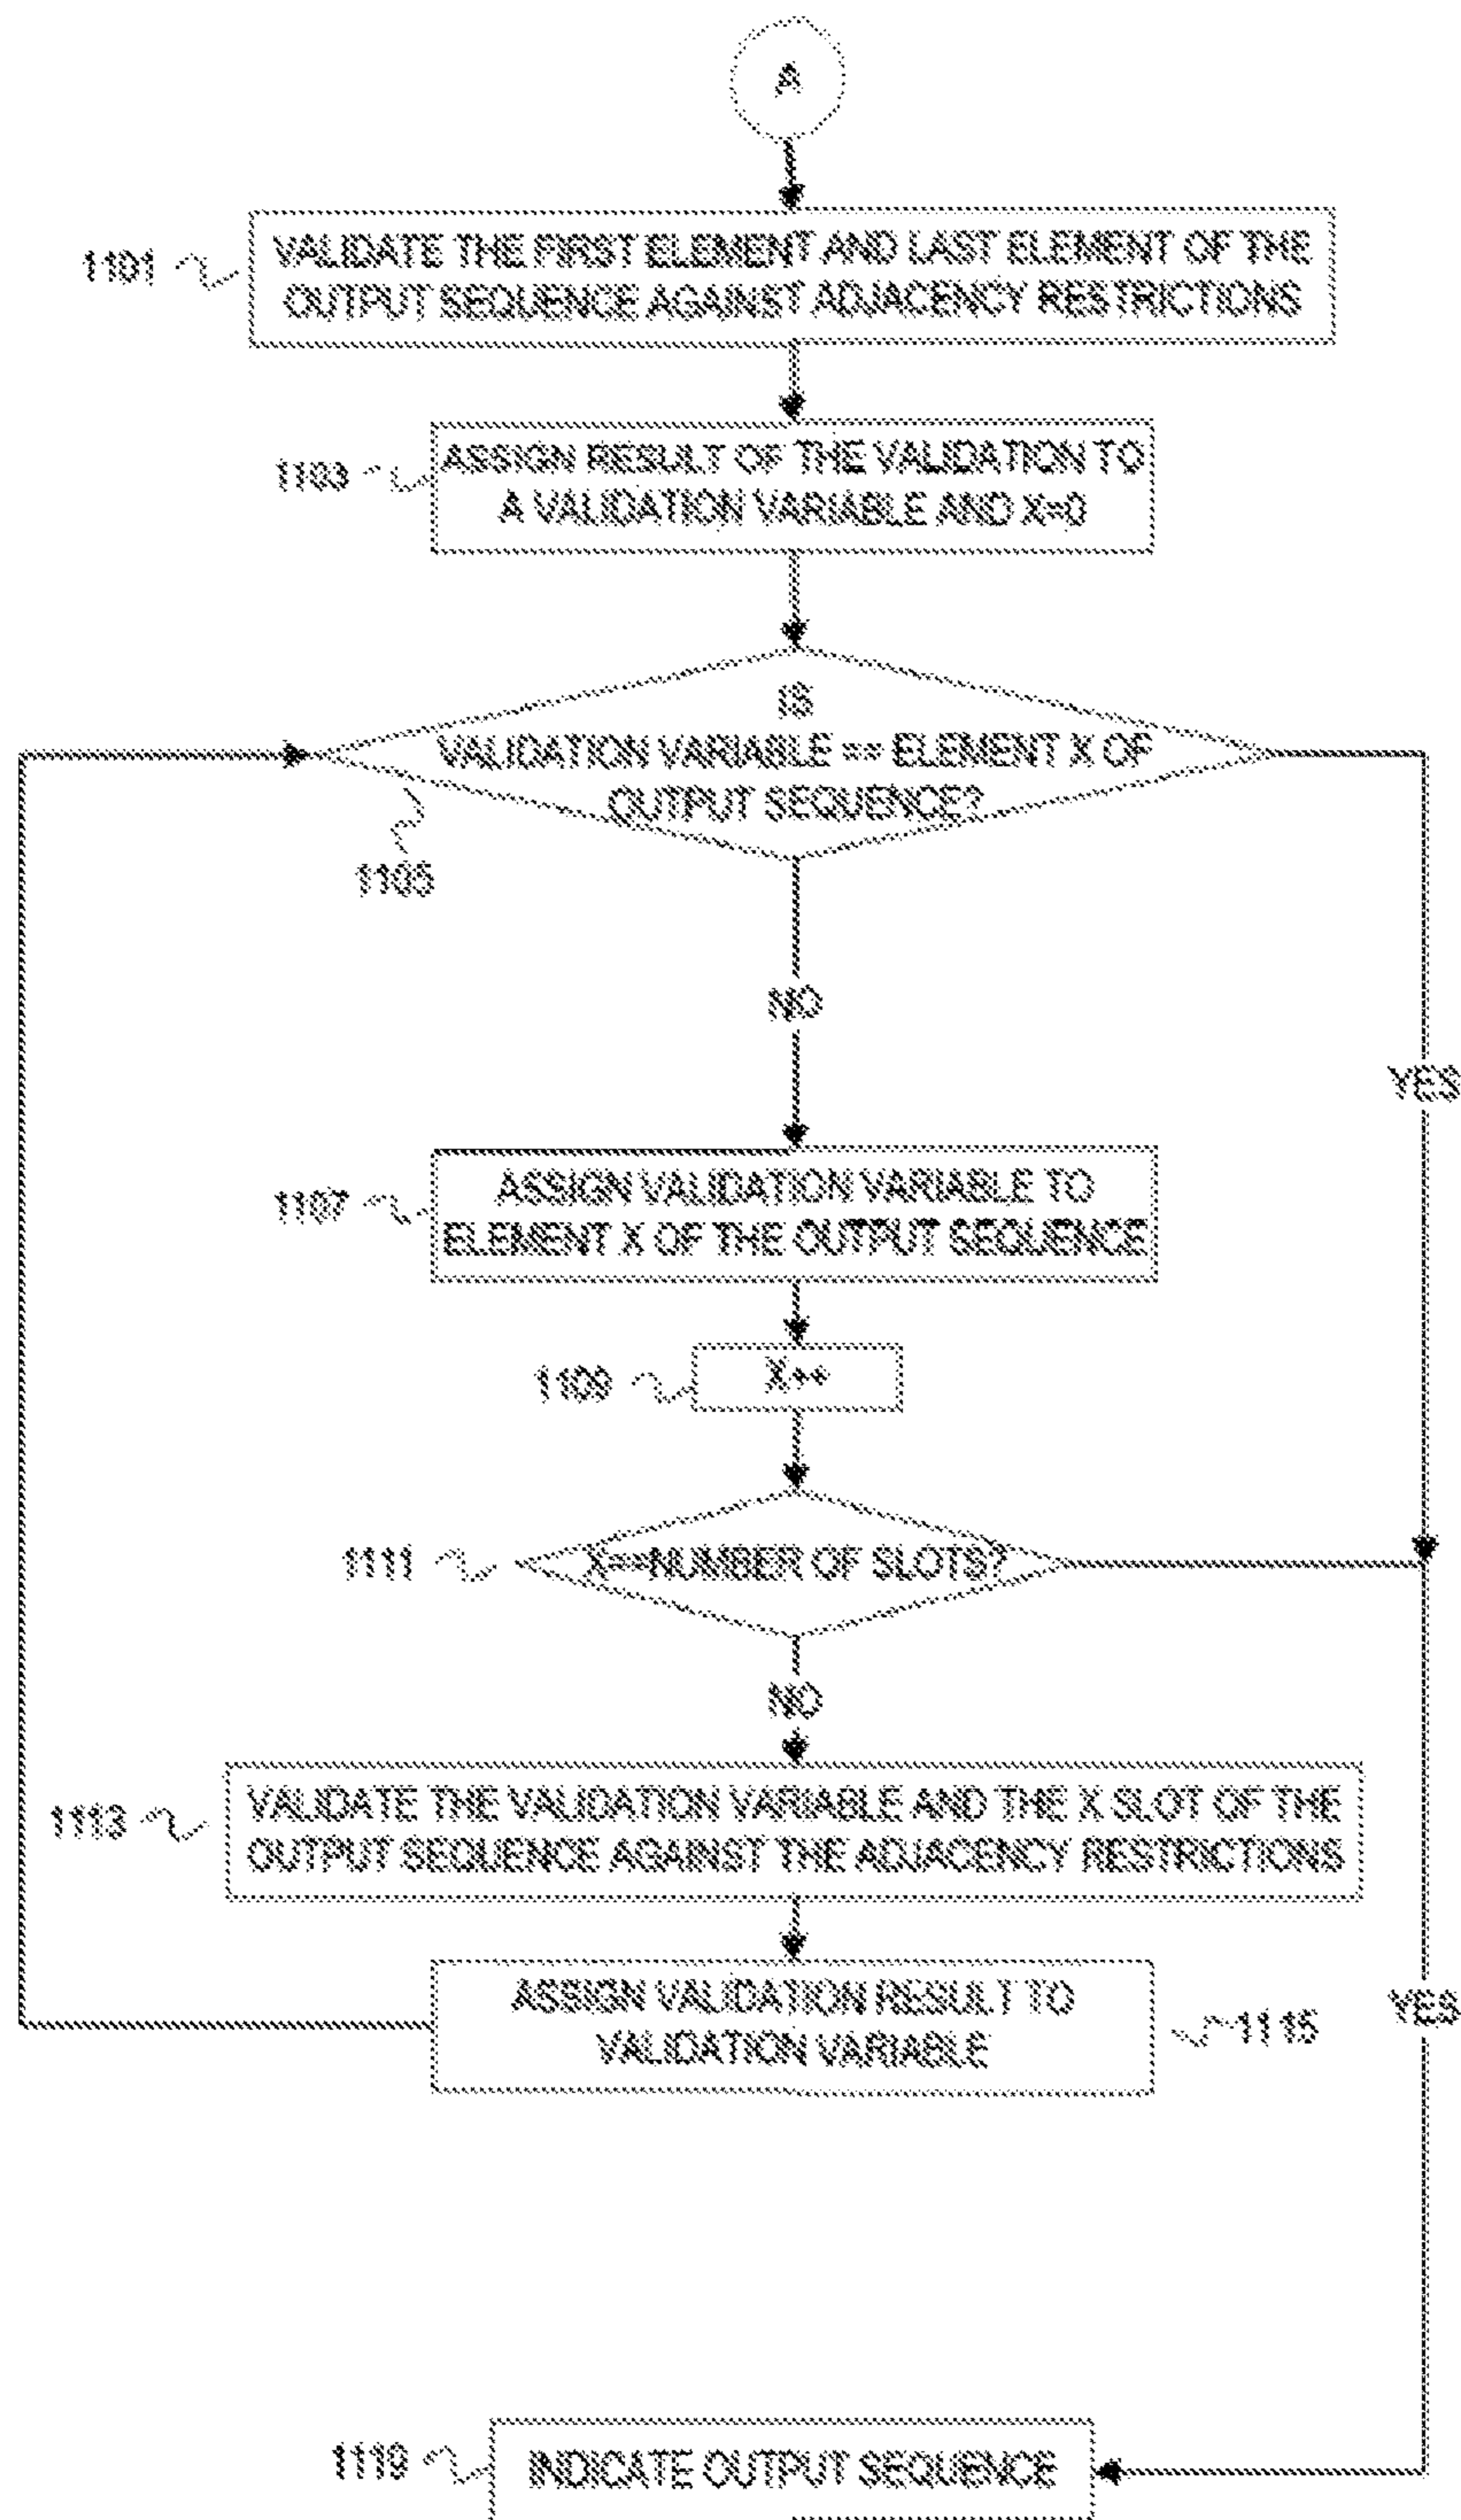 A
1101
VALIDATE THE FIRST ELEMENT AND LAST ELEMENT OF THE
OUTPUT SEQUENCE AGAINST ADJACENCY RESTRICTIONS
1103
ASSIGN RESULT OF THE VALIDATION TO
A VALIDATION VARIABLE AND X=0
IS
VALIDATION VARIABLE == ELEMENT X OF
OUTPUT SEQUENCE?
1105
NO
YES
1107
ASSIGN VALIDATION VARIABLE TO
ELEMENT X OF THE OUTPUT SEQUENCE
1109
X++
1111
X==NUMBER OF SLOTS?
NO
1113
VALIDATE THE VALIDATION VARIABLE AND THE X SLOT OF THE
OUTPUT SEQUENCE AGAINST THE ADJACENCY RESTRICTIONS
ASSIGN VALIDATION RESULT TO
VALIDATION VARIABLE
1115
YES
1119
INDICATE OUTPUT SEQUENCE